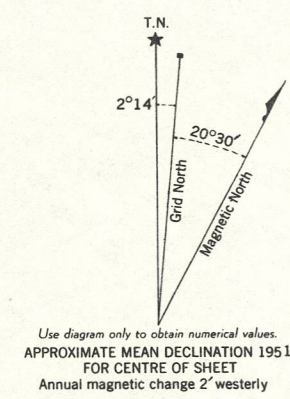 T.N.
2°14′
20°30′
Grid North
Magnetic North
Use diagram only to obtain numerical values.
APPROXIMATE MEAN DECLINATION 1951
FOR CENTRE OF SHEET
Annual magnetic change 2′ westerly